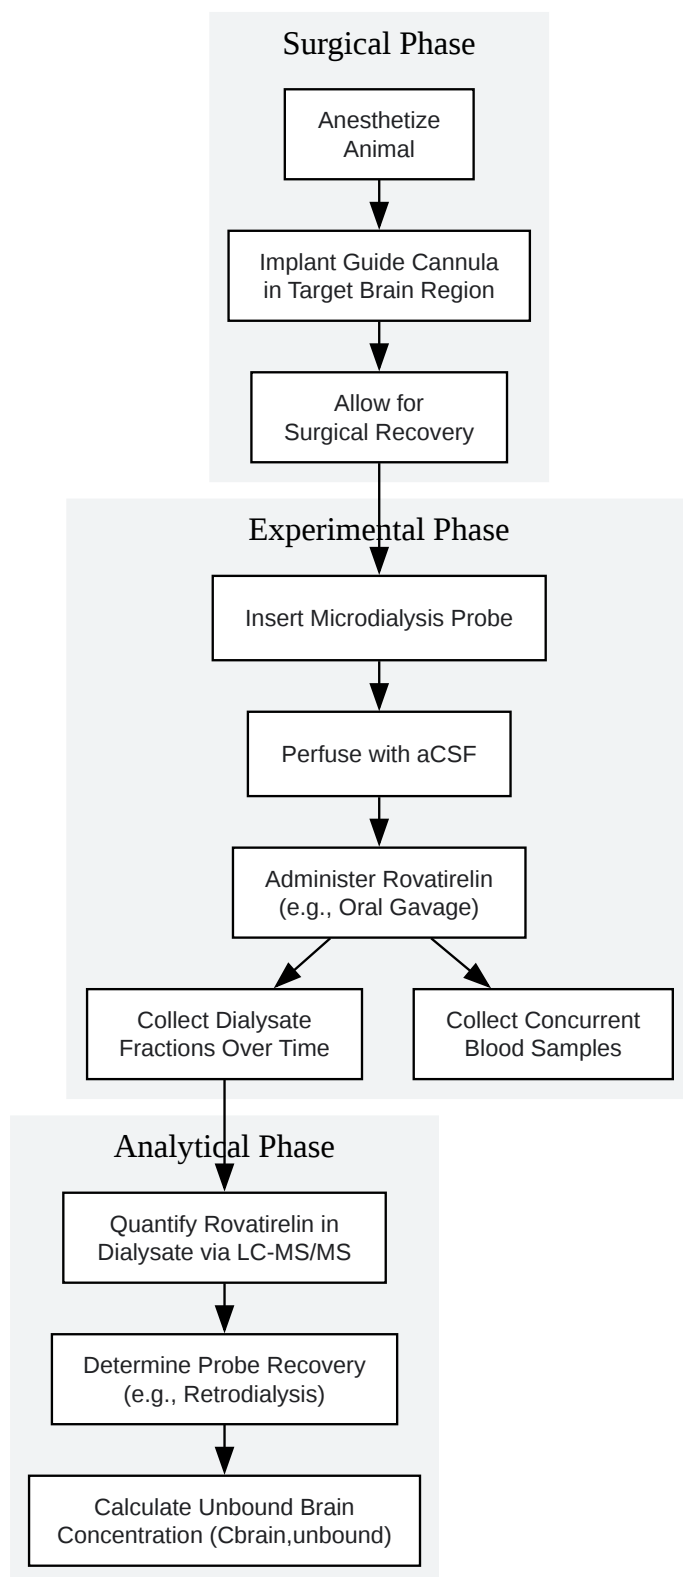 Surgical Phase
Anesthetize
Animal
Implant Guide Cannula
in Target Brain Region
Allow for
Surgical Recovery
Experimental Phase
Insert Microdialysis Probe
Perfuse with aCSF
Administer Rovatirelin
(e.g., Oral Gavage)
Collect Dialysate
Fractions Over Time
Collect Concurrent
Blood Samples
Analytical Phase
Quantify Rovatirelin in
Dialysate via LC-MS/MS
Determine Probe Recovery
(e.g., Retrodialysis)
Calculate Unbound Brain
Concentration (Cbrain,unbound)